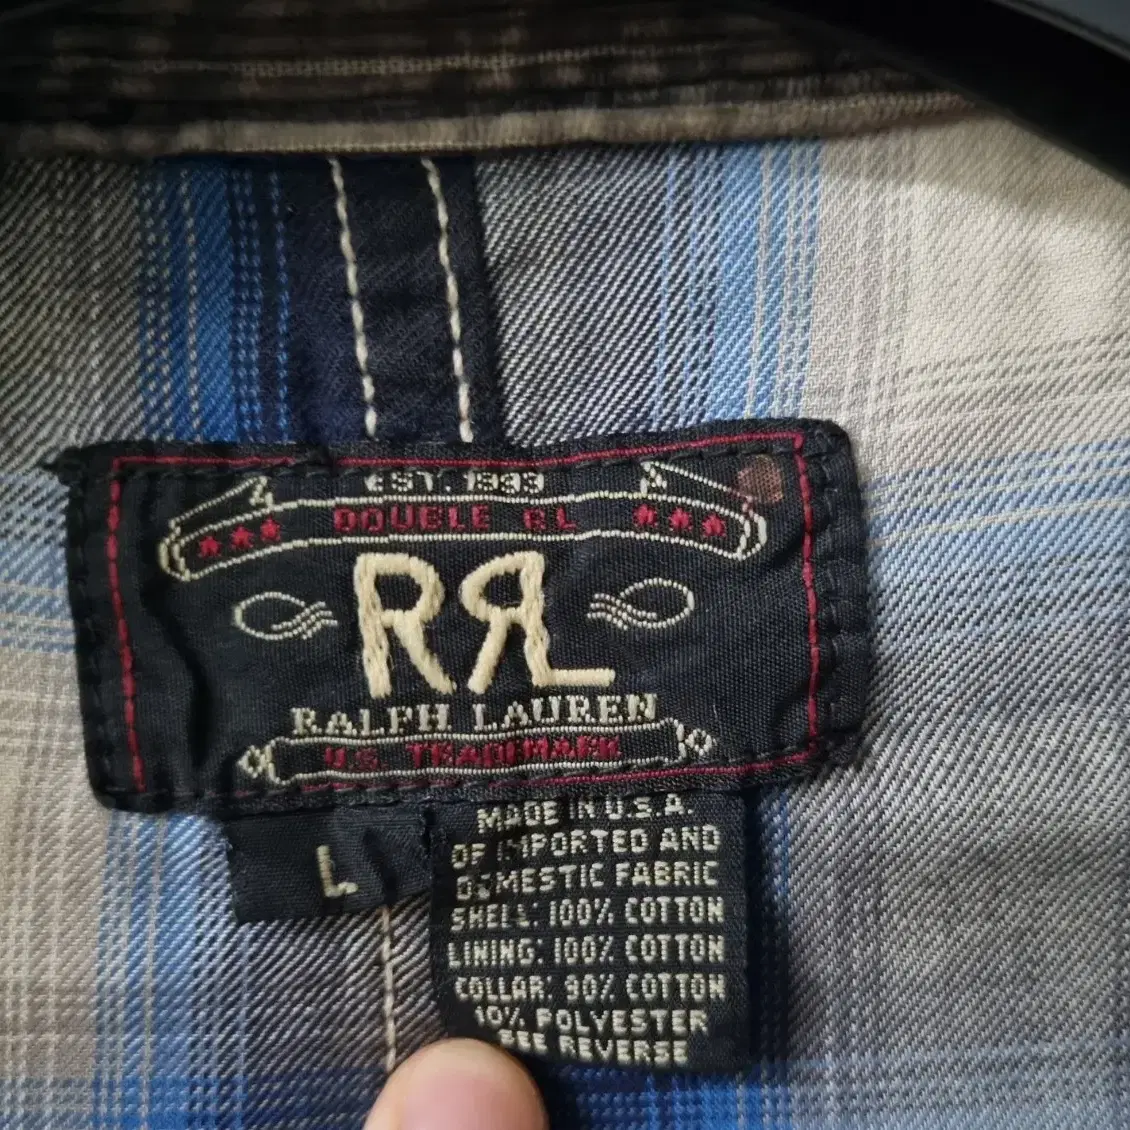 EST. 1993
DOUBLE RL
RRL
RALPH LAUREN
U.S. TRADEMARK
L
MADE IN U.S.A.
OF IMPORTED AND
DOMESTIC FABRIC
SHELL: 100% COTTON
LINING: 100% COTTON
COLLAR: 90% COTTON
10% POLYESTER
SEE REVERSE